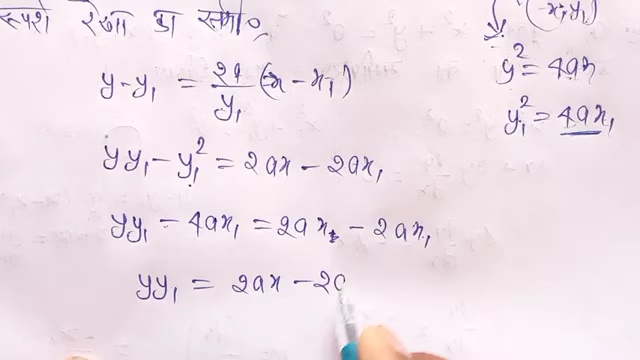 स्पर्श रेखा का समी०
y - y₁ = 2a/y₁ (x - x₁)
yy₁ - y₁² = 2ax - 2ax₁
yy₁ - 4ax₁ = 2ax - 2ax₁
yy₁ = 2ax - 2a
(x₁, y₁)
y² = 4ax
y₁² = 4ax₁